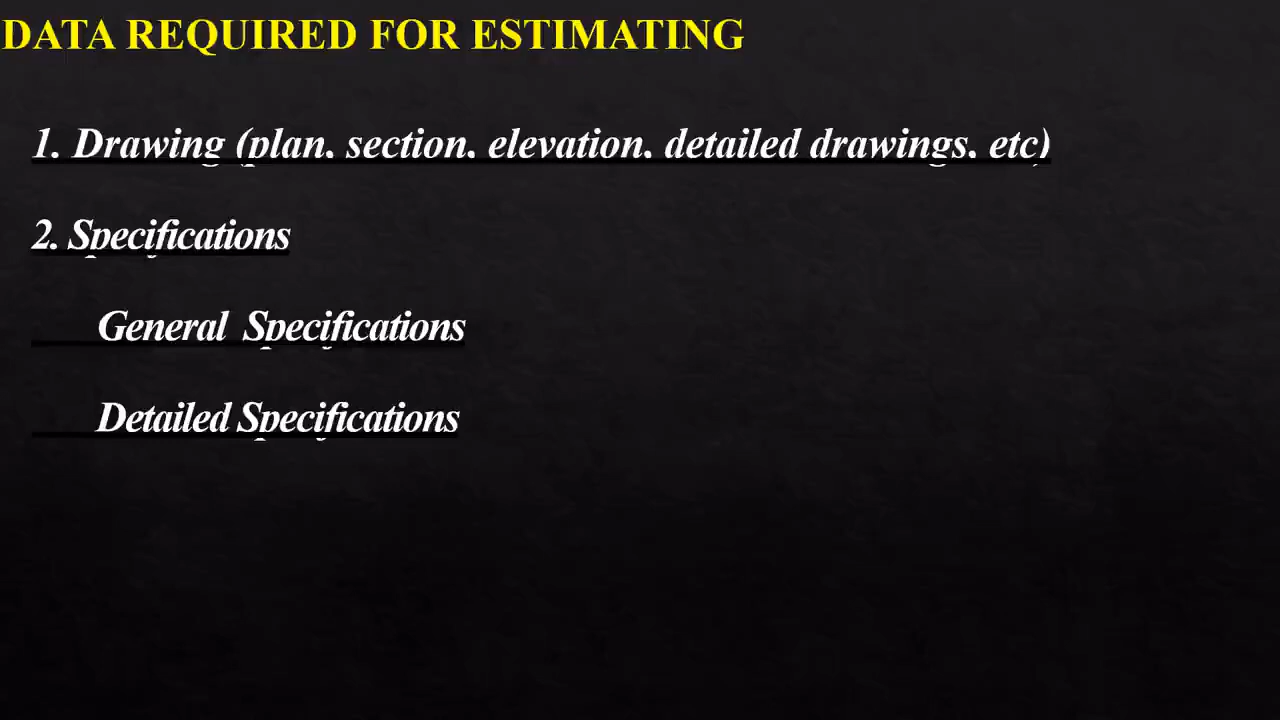 DATA REQUIRED FOR ESTIMATING
1. Drawing (plan, section, elevation, detailed drawings, etc)
2. Specifications
General Specifications
Detailed Specifications